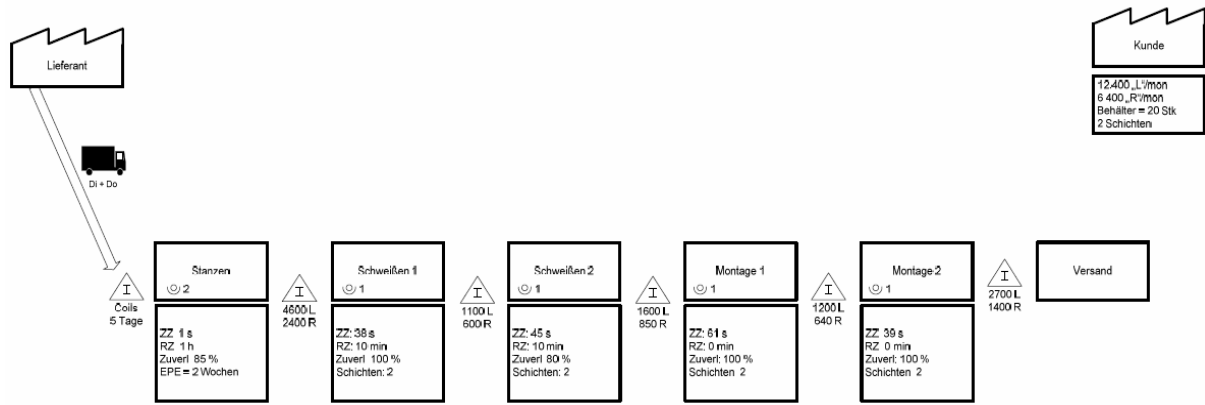 Lieferant
Kunde
12.400 „L“/mon
6 400 „R“/mon
Behälter = 20 Stk
2 Schichten
Di + Do
I
Coils
5 Tage
Stanzen
2
ZZ: 1 s
RZ: 1 h
Zuverl 85 %
EPE = 2 Wochen
I
4600 L
2400 R
Schweißen 1
1
ZZ: 38 s
RZ: 10 min
Zuverl 100 %
Schichten: 2
I
1100 L
600 R
Schweißen 2
1
ZZ: 45 s
RZ: 10 min
Zuverl 80 %
Schichten 2
I
1600 L
850 R
Montage 1
1
ZZ: 61 s
RZ: 0 min
Zuverl: 100 %
Schichten 2
I
1200 L
640 R
Montage 2
1
ZZ 39 s
RZ 0 min
Zuverl: 100 %
Schichten 2
I
2700 L
1400 R
Versand